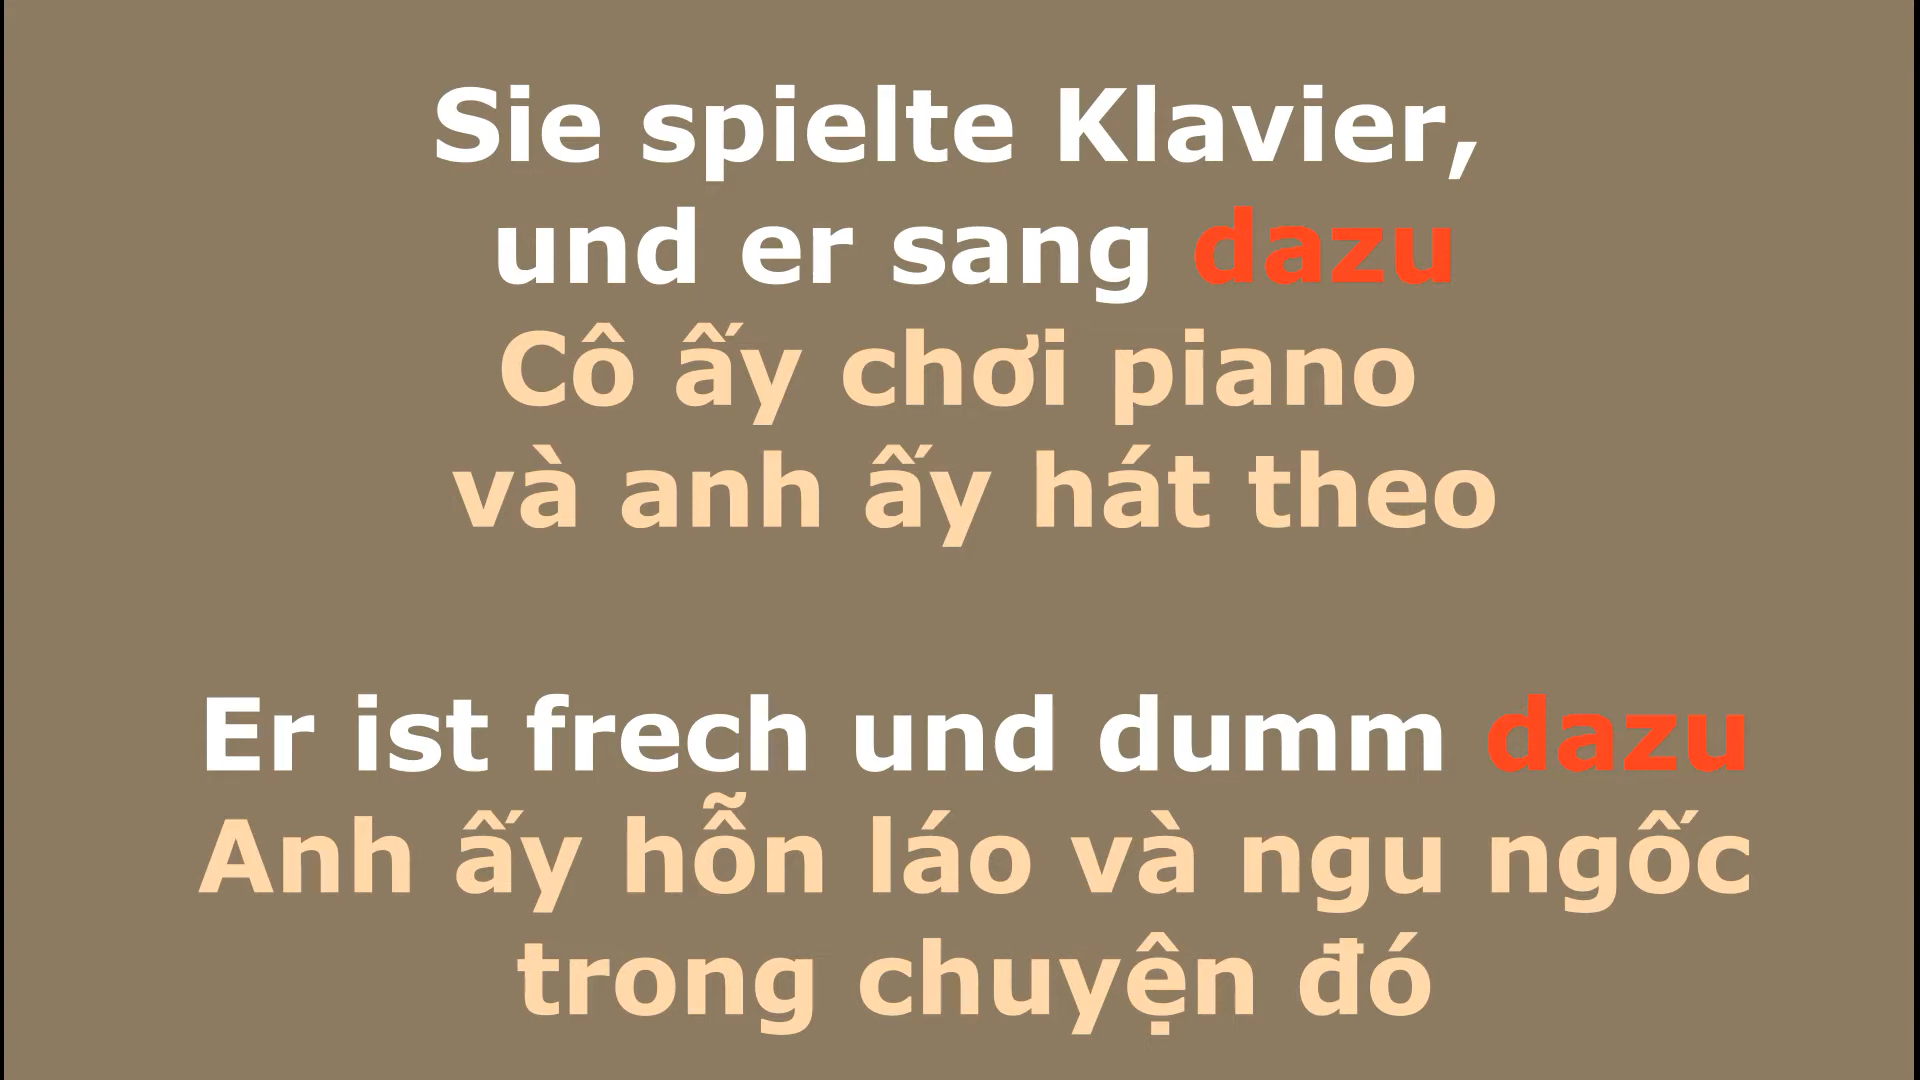 Sie spielte Klavier,
und er sang dazu
Cô ấy chơi piano
và anh ấy hát theo
Er ist frech und dumm dazu
Anh ấy hỗn láo và ngu ngốc
trong chuyện đó